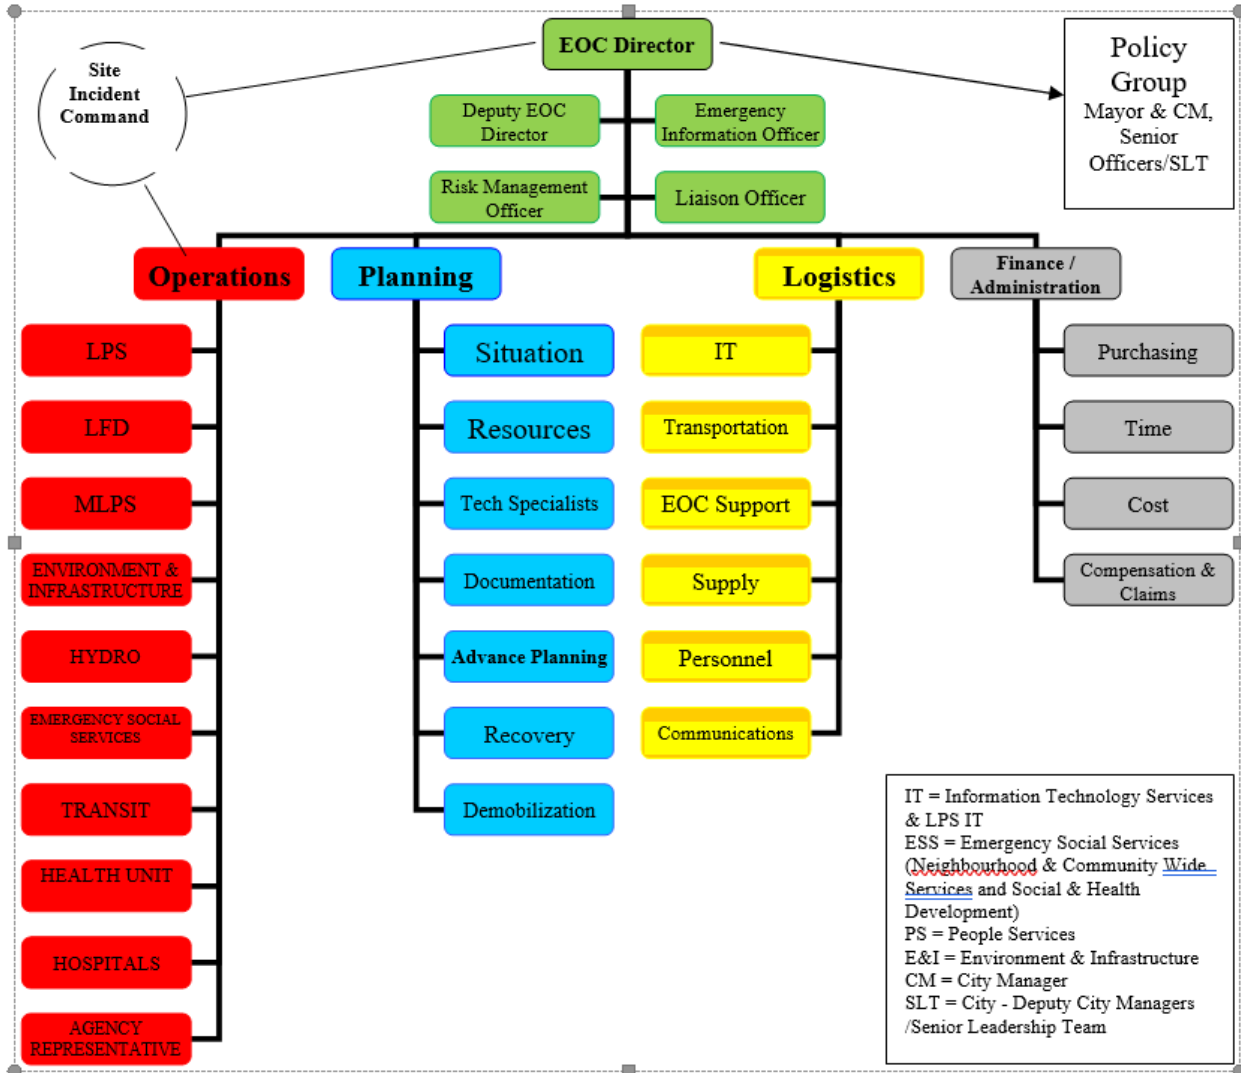 EOC Director
Site
Incident
Command
Policy
Group
Mayor & CM,
Senior
Officers/SLT
Deputy EOC
Director
Emergency
Information Officer
Risk Management
Officer
Liaison Officer
Operations
Planning
Logistics
Finance /
Administration
LPS
LFD
MLPS
ENVIRONMENT &
INFRASTRUCTURE
HYDRO
EMERGENCY SOCIAL
SERVICES
TRANSIT
HEALTH UNIT
HOSPITALS
AGENCY
REPRESENTATIVE
Situation
Resources
Tech Specialists
Documentation
Advance Planning
Recovery
Demobilization
IT
Transportation
EOC Support
Supply
Personnel
Communications
Purchasing
Time
Cost
Compensation &
Claims
IT = Information Technology Services
& LPS IT
ESS = Emergency Social Services
(Neighbourhood & Community Wide
Services and Social & Health
Development)
PS = People Services
E&I = Environment & Infrastructure
CM = City Manager
SLT = City - Deputy City Managers
/Senior Leadership Team